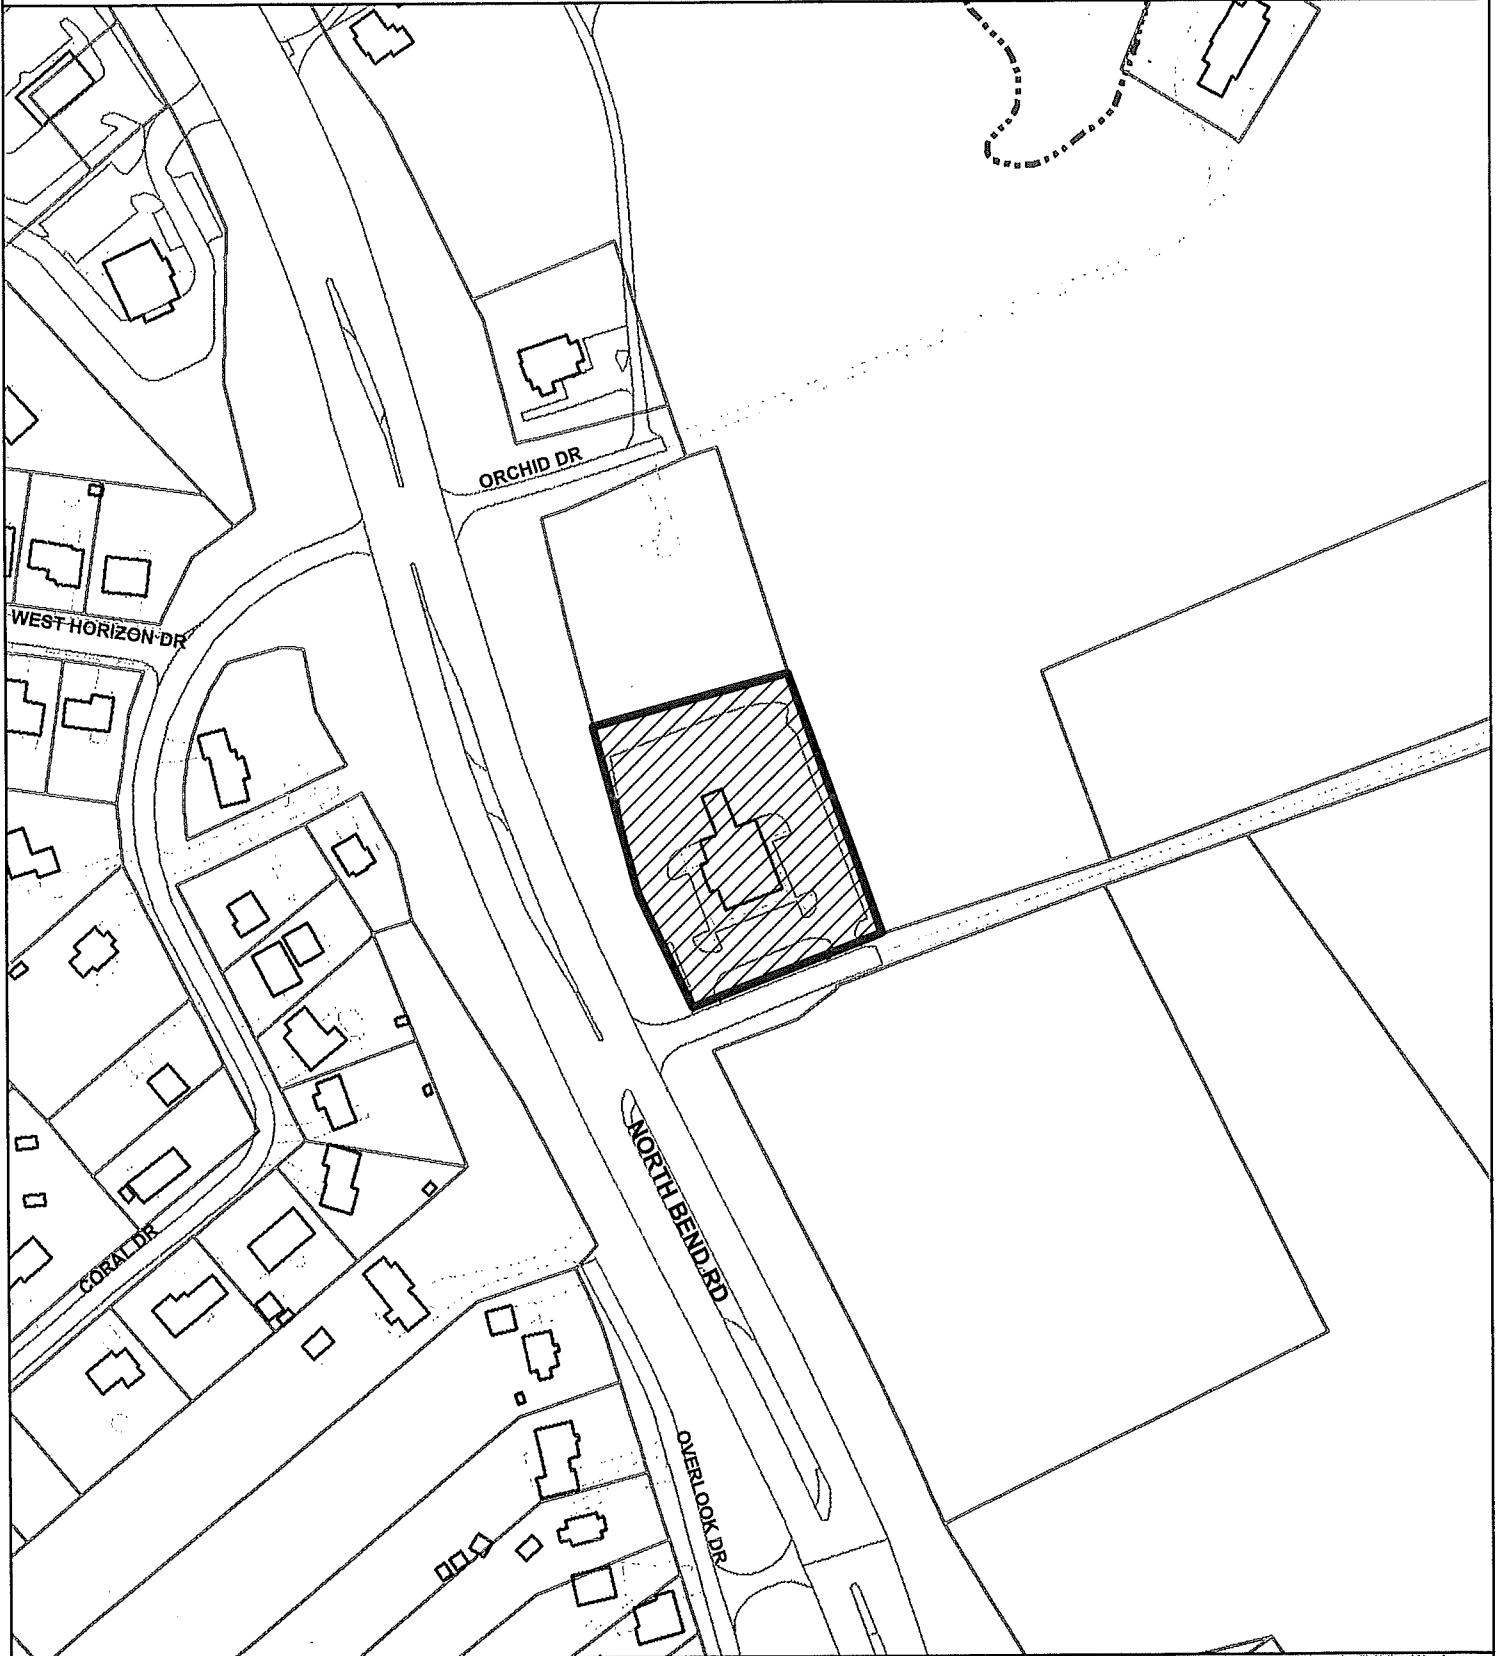 ORCHID DR
WEST HORIZON DR
NORTH BEND RD
CORAL DR
OVERLOOK DR